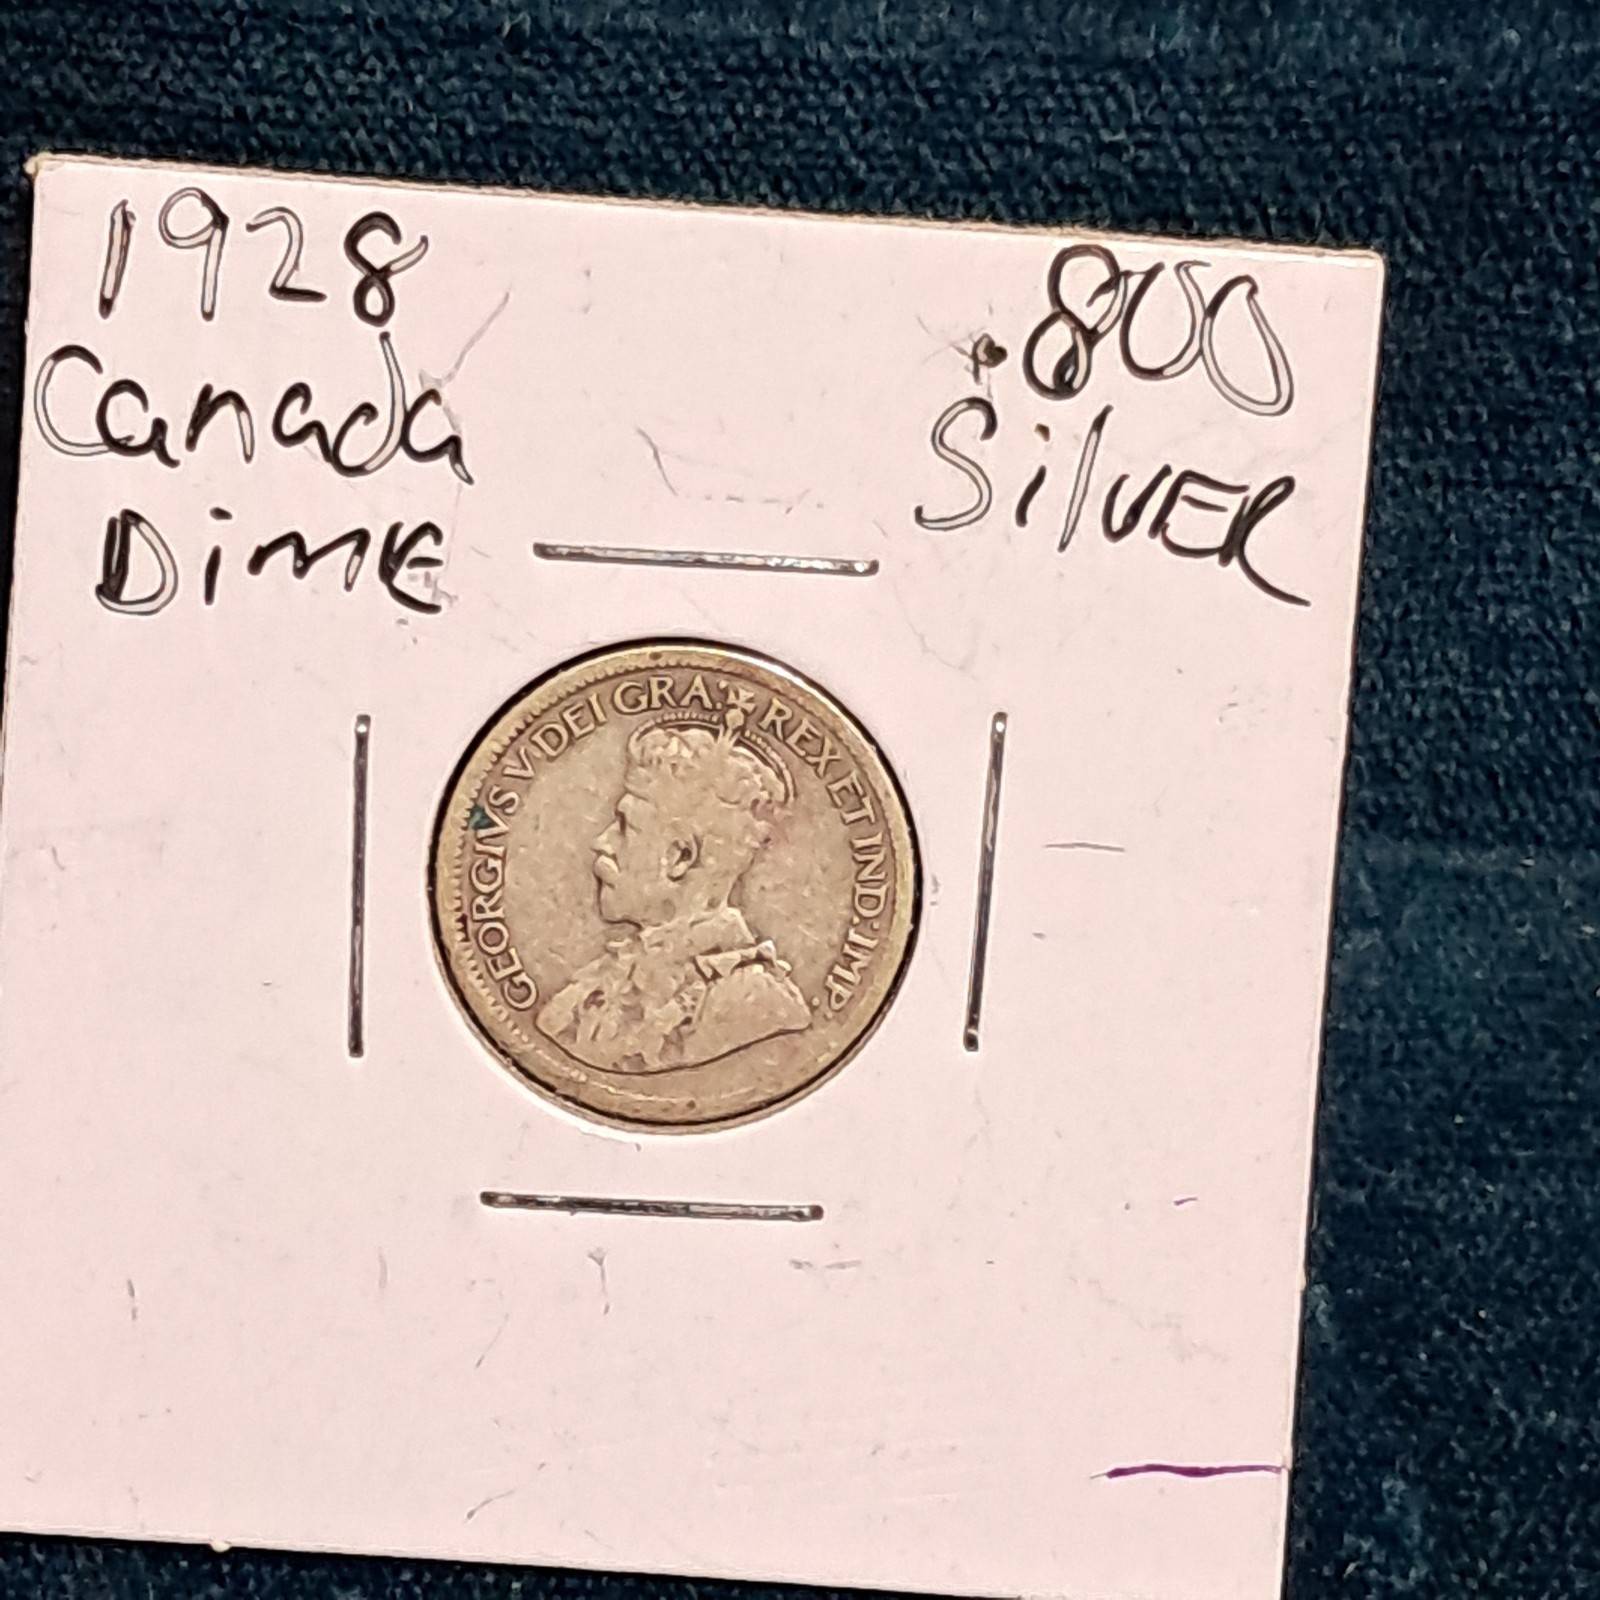 1928
Canada
DimE
.800
SilvER
GEORGIVS V DEI GRA: REX ET IND: IMP: